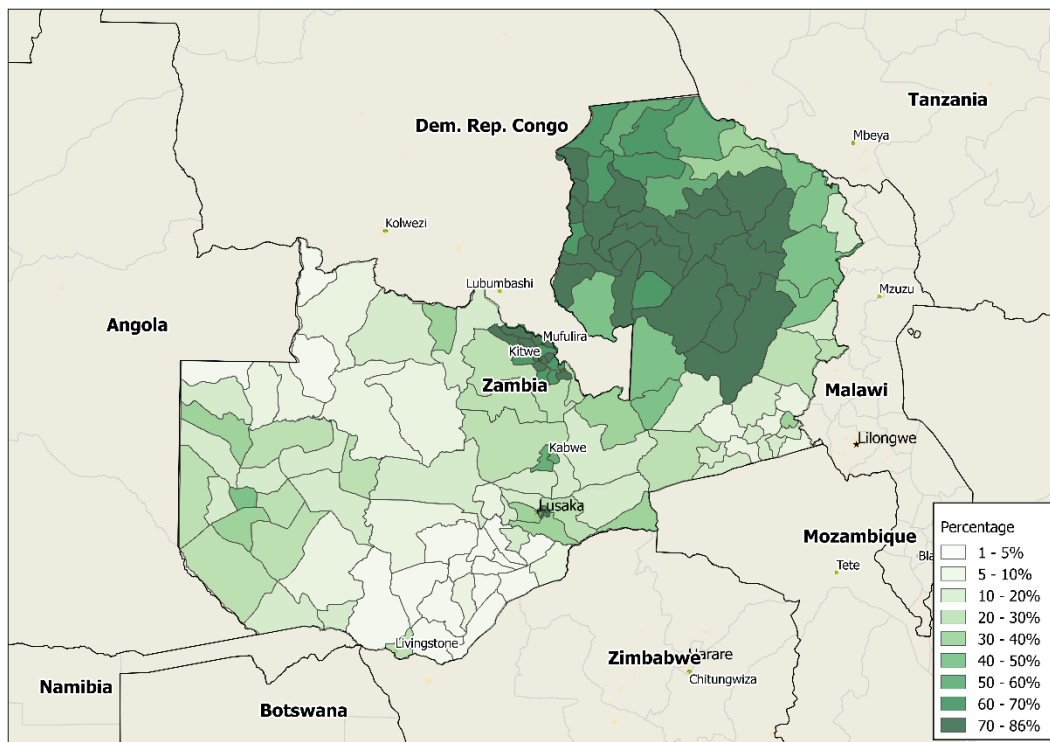 Tanzania
Dem. Rep. Congo
Mbeya
Kolwezi
Lubumbashi
Mzuzu
Angola
Mufulira
Kitwe
Zambia
Malawi
Lilongwe
Kabwe
Lusaka
Mozambique
Bla
Tete
Livingstone
Zimbabwe
Chitungwiza
Namibia
Botswana
Percentage
1 - 5%
5 - 10%
10 - 20%
20 - 30%
30 - 40%
40 - 50%
50 - 60%
60 - 70%
70 - 86%